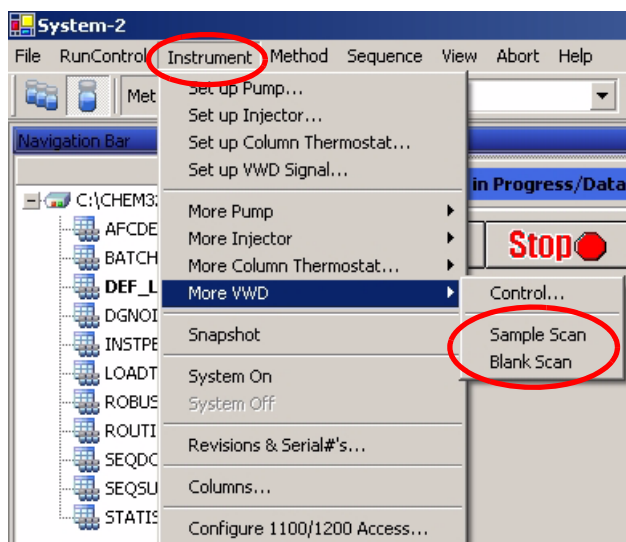 System-2
File RunControl Instrument Method Sequence View Abort Help
Met
Navigation Bar
in Progress/Data
C:\CHEM32
Stop
AFCDE
BATCH
DEF_L
DGNOI
INSTPE
LOADT
ROBUS
ROUTI
SEQDO
SEQSU
STATIS
Set up Pump...
Set up Injector...
Set up Column Thermostat...
Set up VWD Signal...
More Pump
More Injector
More Column Thermostat...
More VWD
Snapshot
System On
System Off
Revisions & Serial#'s...
Columns...
Configure 1100/1200 Access...
Control...
Sample Scan
Blank Scan